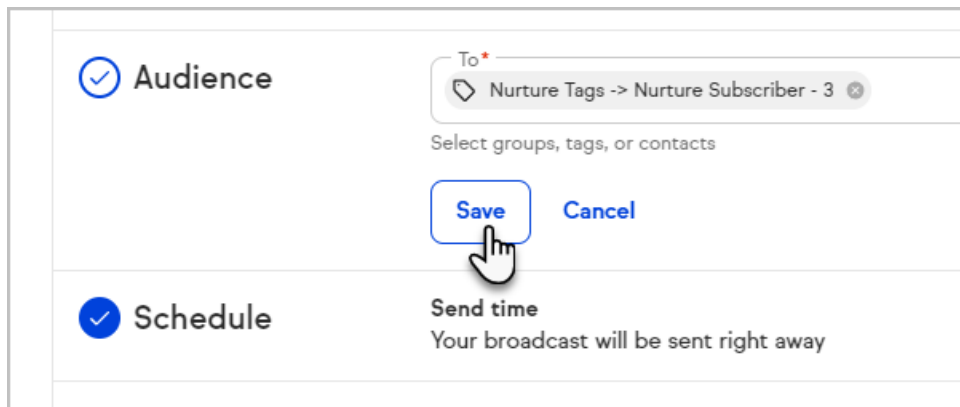 Audience
To*
Nurture Tags -> Nurture Subscriber - 3
Select groups, tags, or contacts
Save
Cancel
Schedule
Send time
Your broadcast will be sent right away